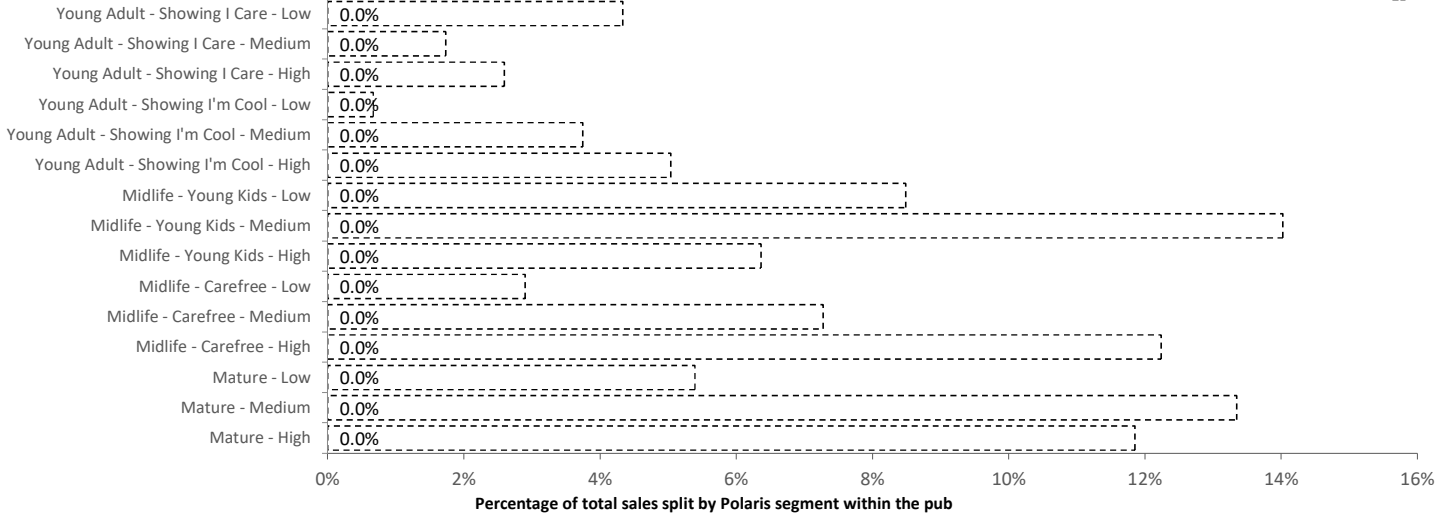 Young Adult - Showing I Care - Low 0.0%
Young Adult - Showing I Care - Medium 0.0%
Young Adult - Showing I Care - High 0.0%
Young Adult - Showing I'm Cool - Low 0.0%
Young Adult - Showing I'm Cool - Medium 0.0%
Young Adult - Showing I'm Cool - High 0.0%
Midlife - Young Kids - Low 0.0%
Midlife - Young Kids - Medium 0.0%
Midlife - Young Kids - High 0.0%
Midlife - Carefree - Low 0.0%
Midlife - Carefree - Medium 0.0%
Midlife - Carefree - High 0.0%
Mature - Low 0.0%
Mature - Medium 0.0%
Mature - High 0.0%
0% 2% 4% 6% 8% 10% 12% 14% 16%
Percentage of total sales split by Polaris segment within the pub